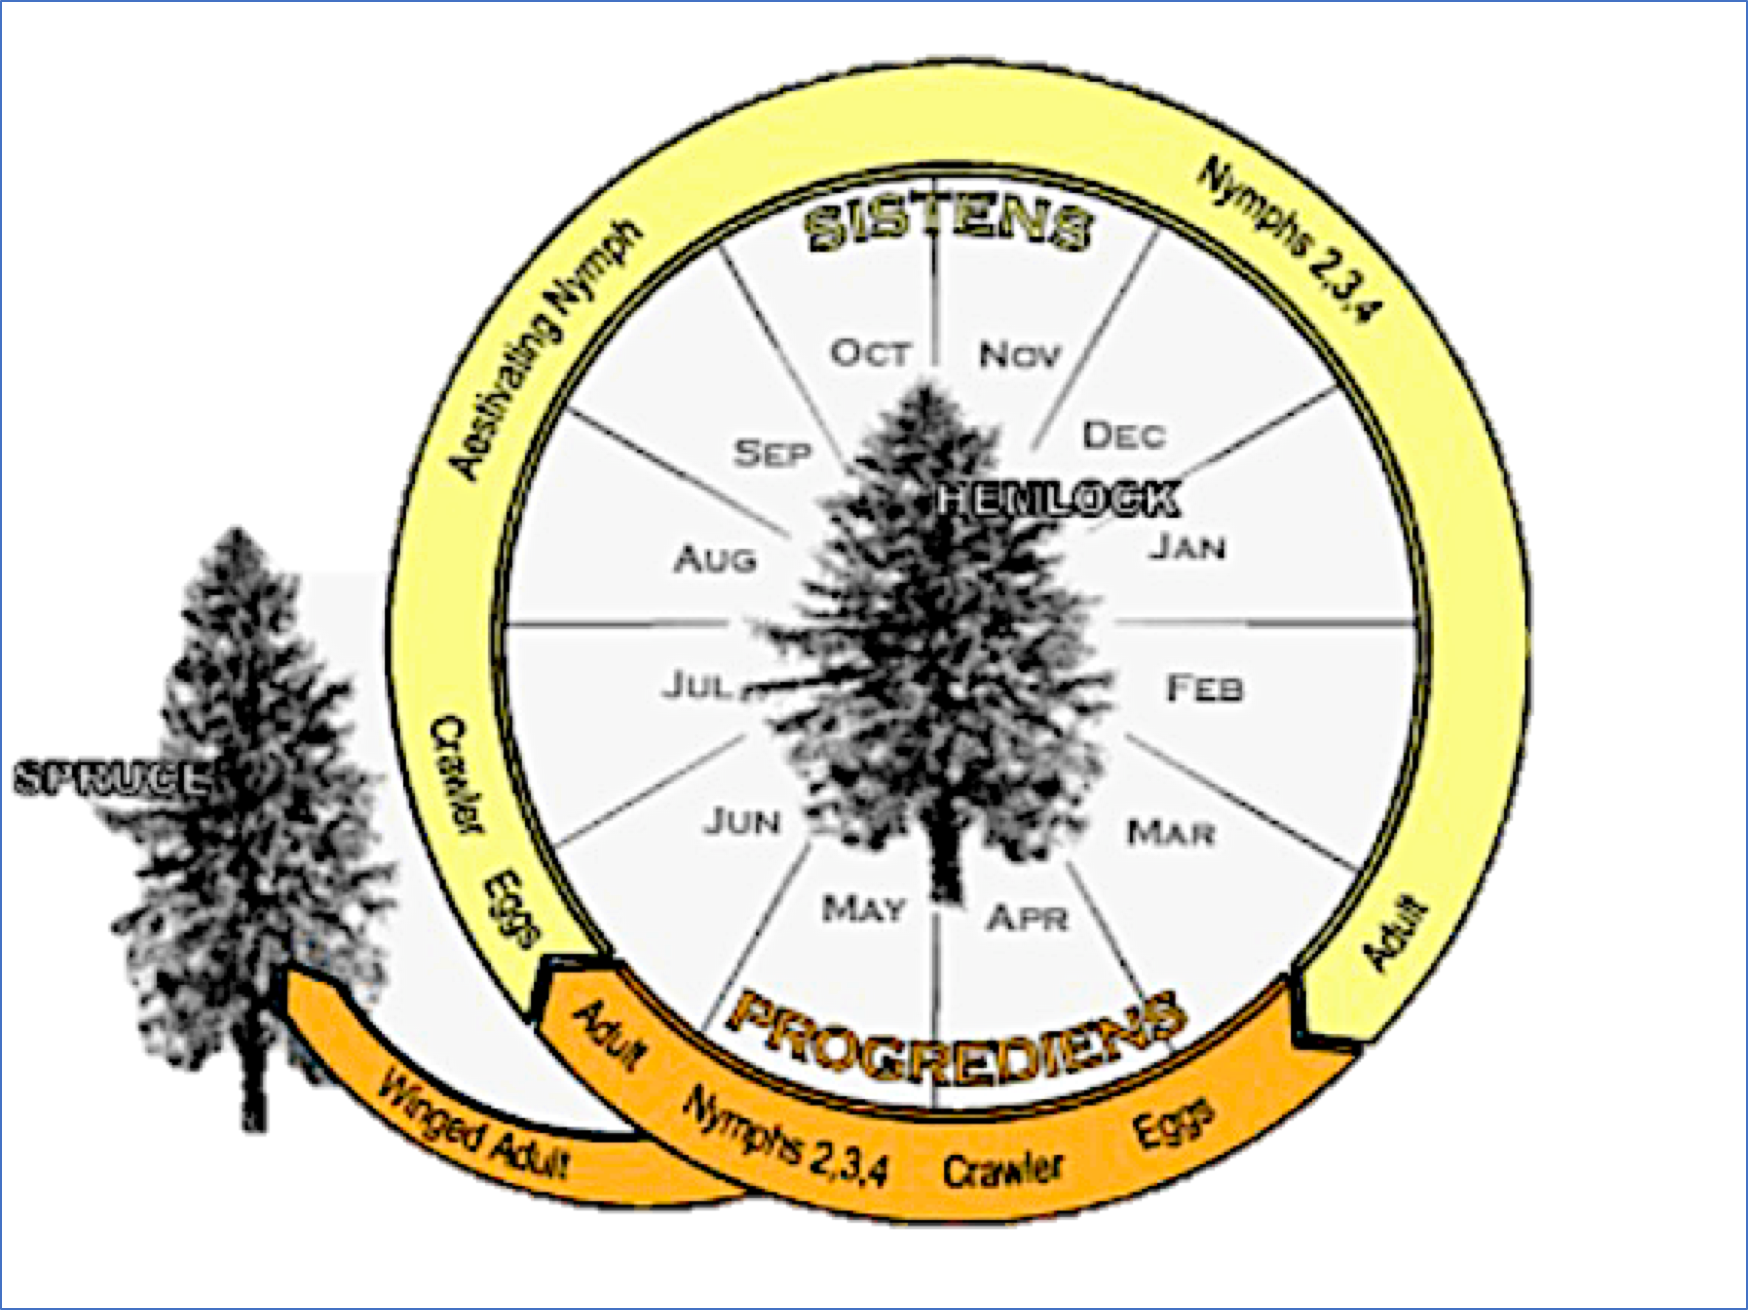 SISTENS
Nymphs 2,3,4
Aestivating Nymph
OCT
NOV
SEP
DEC
HEMLOCK
AUG
JAN
JUL
FEB
SPRUCE
Crawler
JUN
MAR
Eggs
MAY
APR
Adult
PROGREDIENS
Adult
Nymphs 2,3,4
Crawler
Eggs
Winged Adult